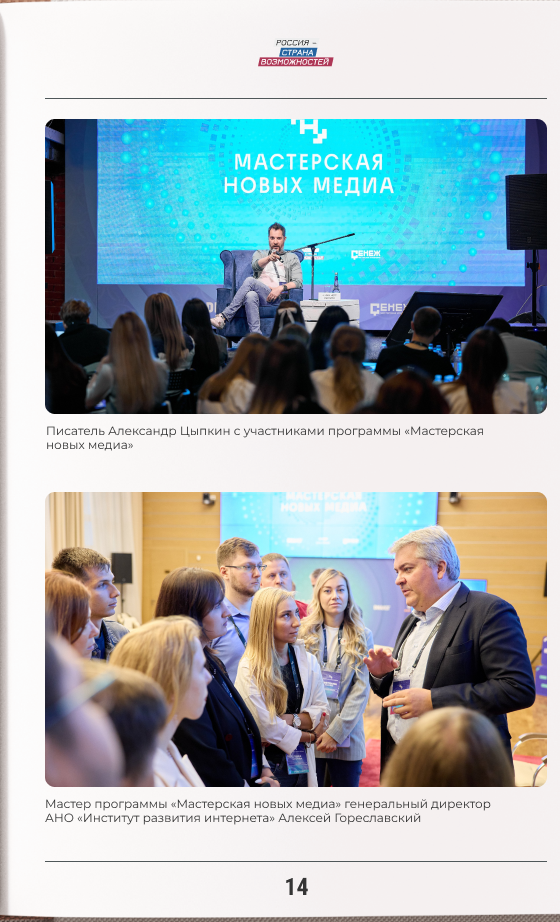 РОССИЯ –
СТРАНА
ВОЗМОЖНОСТЕЙ
МАСТЕРСКАЯ
НОВЫХ МЕДИА
СЕНЕЖ
СЕНЕЖ
Писатель Александр Цыпкин с участниками программы «Мастерская
новых медиа»
МАСТЕРСКАЯ
НОВЫХ МЕДИА
Мастер программы «Мастерская новых медиа» генеральный директор
АНО «Институт развития интернета» Алексей Гореславский
14